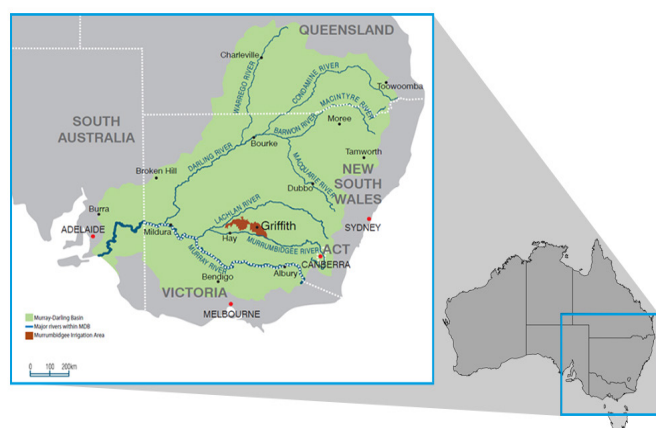 QUEENSLAND
Charleville
WARREGO RIVER
CONDAMINE RIVER
Toowoomba
MACINTYRE RIVER
SOUTH
AUSTRALIA
Moree
BARWON RIVER
Bourke
DARLING RIVER
Tamworth
MACQUARIE RIVER
Broken Hill
NEW
SOUTH
WALES
Dubbo
LACHLAN RIVER
Burra
ADELAIDE
Mildura
Griffith
SYDNEY
Hay
MURRUMBIDGEE RIVER
ACT
CANBERRA
MURRAY RIVER
Bendigo
Albury
VICTORIA
MELBOURNE
Murray-Darling Basin
Major rivers within MDB
Murrumbidgee Irrigation Area
0 100 200km